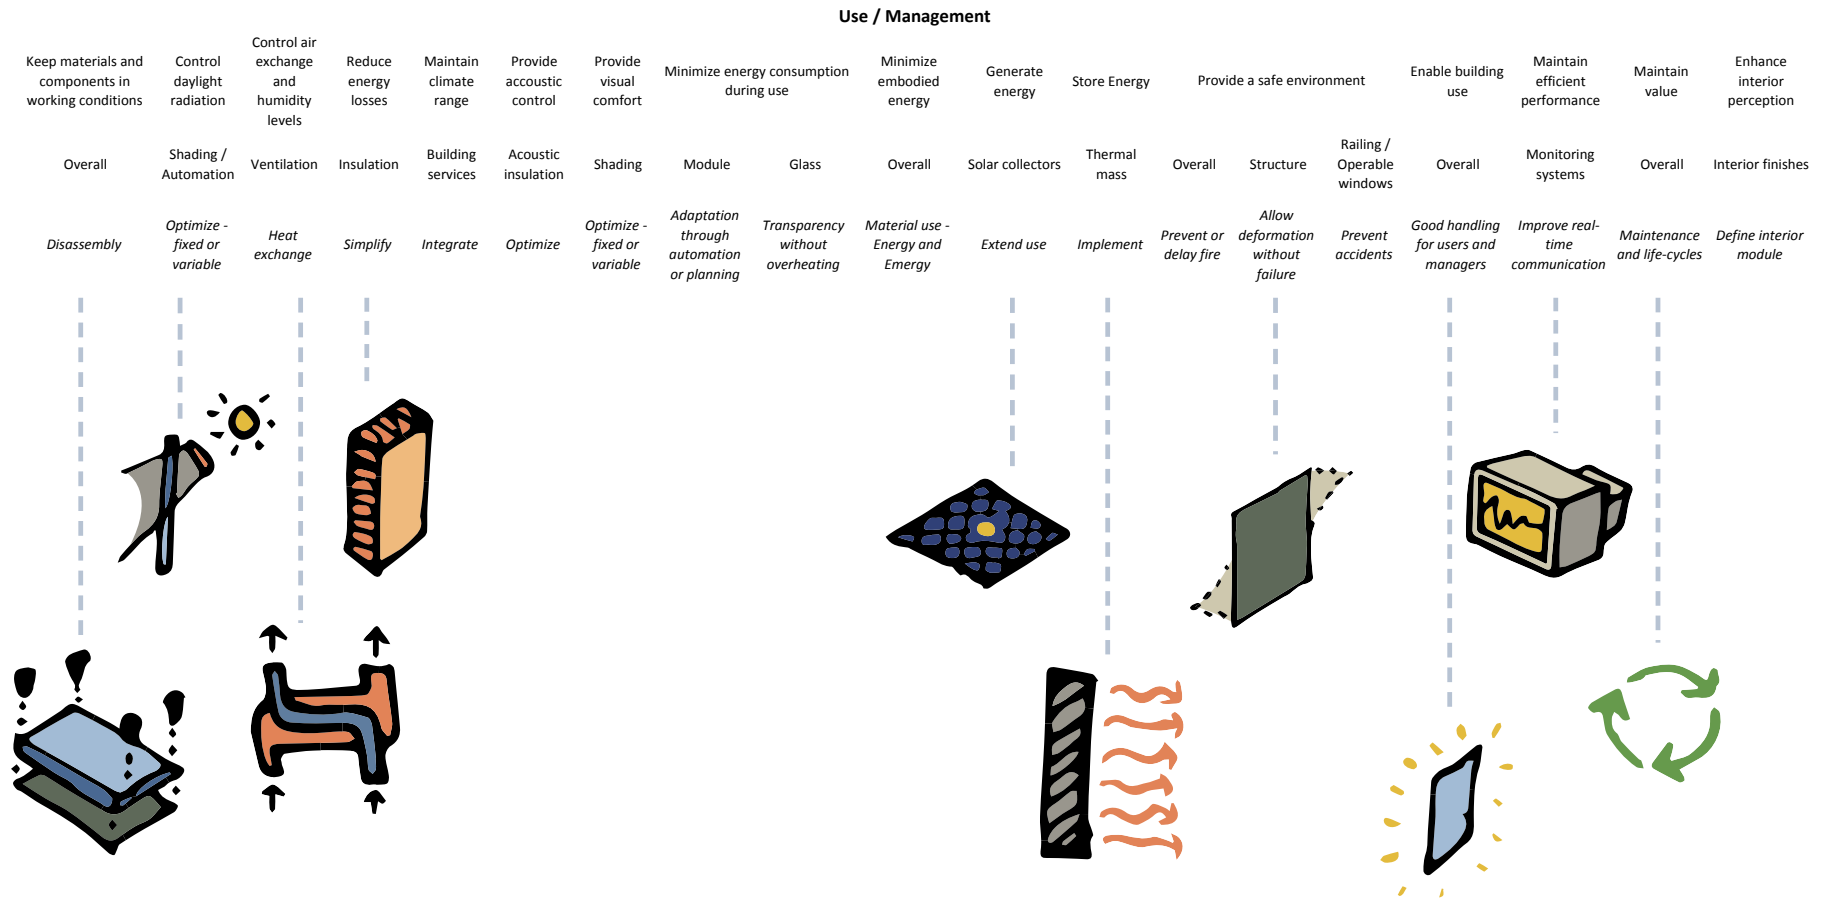 Use / Management
Keep materials and
components in
working conditions
Control
daylight
radiation
Control air
exchange
and
humidity
levels
Reduce
energy
losses
Maintain
climate
range
Provide
accoustic
control
Provide
visual
comfort
Minimize energy consumption
during use
Minimize
embodied
energy
Generate
energy
Store Energy
Provide a safe environment
Enable building
use
Maintain
efficient
performance
Maintain
value
Enhance
interior
perception
Overall
Shading /
Automation
Ventilation
Insulation
Building
services
Acoustic
insulation
Shading
Module
Glass
Overall
Solar collectors
Thermal
mass
Overall
Structure
Railing /
Operable
windows
Overall
Monitoring
systems
Overall
Interior finishes
Disassembly
Optimize -
fixed or
variable
Heat
exchange
Simplify
Integrate
Optimize
Optimize -
fixed or
variable
Adaptation
through
automation
or planning
Transparency
without
overheating
Material use -
Energy and
Emergy
Extend use
Implement
Prevent or
delay fire
Allow
deformation
without
failure
Prevent
accidents
Good handling
for users and
managers
Improve real-
time
communication
Maintenance
and life-cycles
Define interior
module